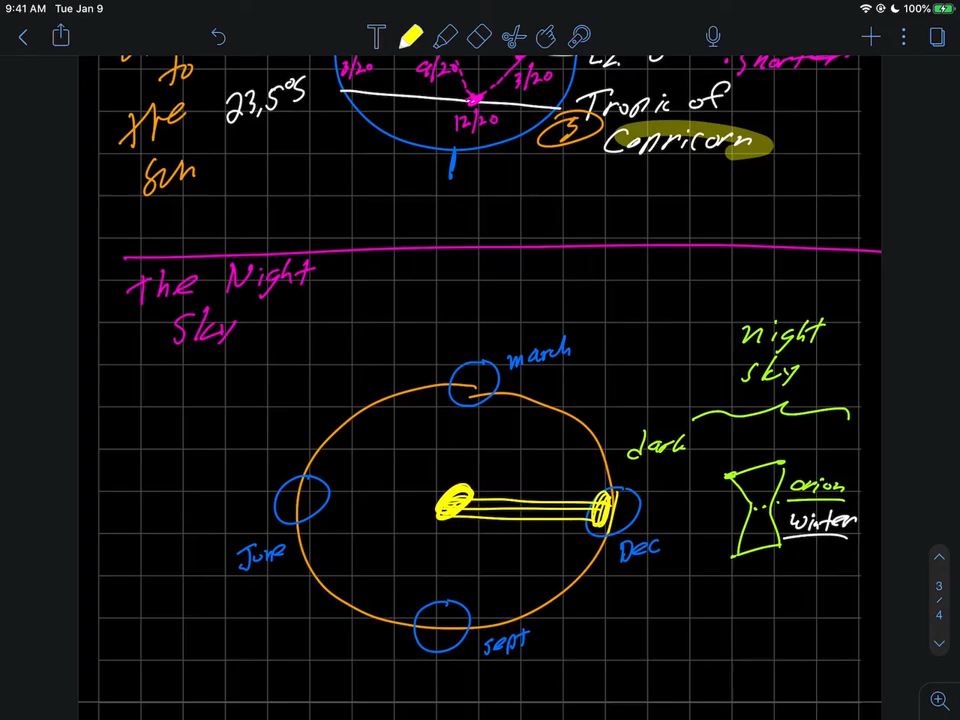 9:41 AM Tue Jan 9
100%
to
the
sun
23,5°S
3/20
9/20
3/20
12/20
3
Tropic of
Capricorn
The Night
Sky
march
June
Dec
Sept
night
sky
dark
orion
winter
3
/
4